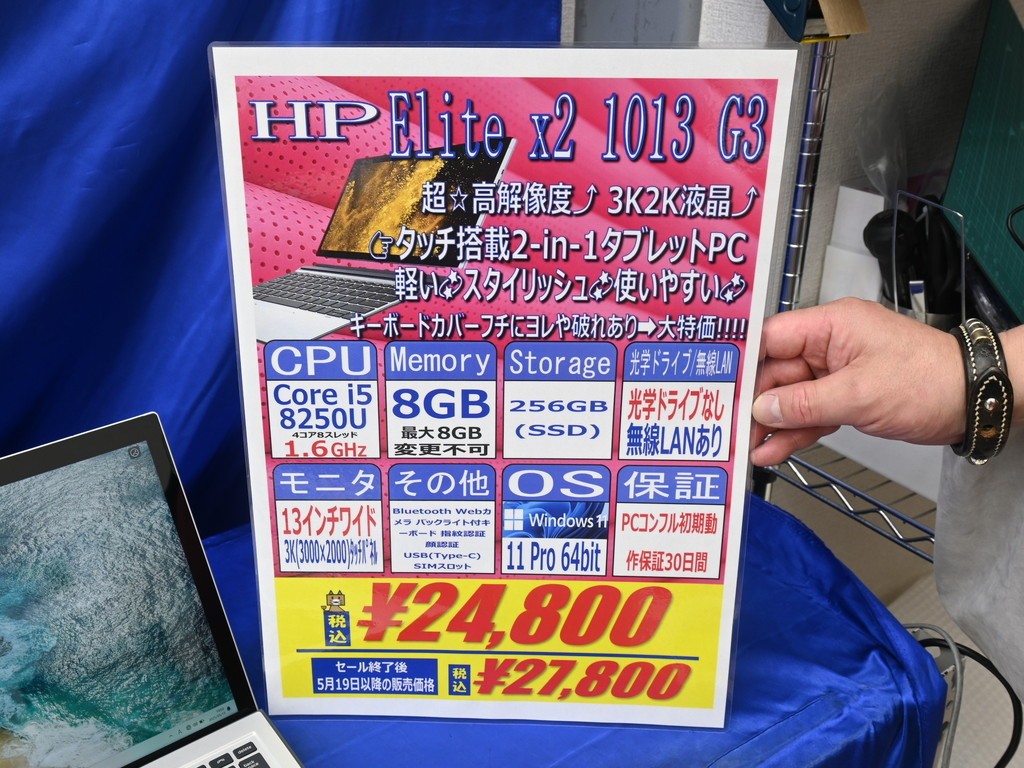 HP Elite x2 1013 G3
超☆高解像度⤴ 3K2K液晶⤴
☞タッチ搭載2-in-1タブレットPC
軽い💫スタイリッシュ💫使いやすい💫
キーボードカバーフチにヨレや破れあり➡大特価!!!!
CPU
Core i5
8250U
4コア8スレッド
1.6GHz
Memory
8GB
最大8GB
変更不可
Storage
256GB
(SSD)
光学ドライブ/無線LAN
光学ドライブなし
無線LANあり
モニタ
13インチワイド
3K(3000×2000)タッチパネル
その他
Bluetooth Webカ
メラ バックライト付キ
ーボード 指紋認証
顔認証
USB(Type-C)
SIMスロット
OS
Windows 11
11 Pro 64bit
保証
PCコンフル初期動
作保証30日間
税込
¥24,800
セール終了後
5月19日以降の販売価格
税込
¥27,800
delete